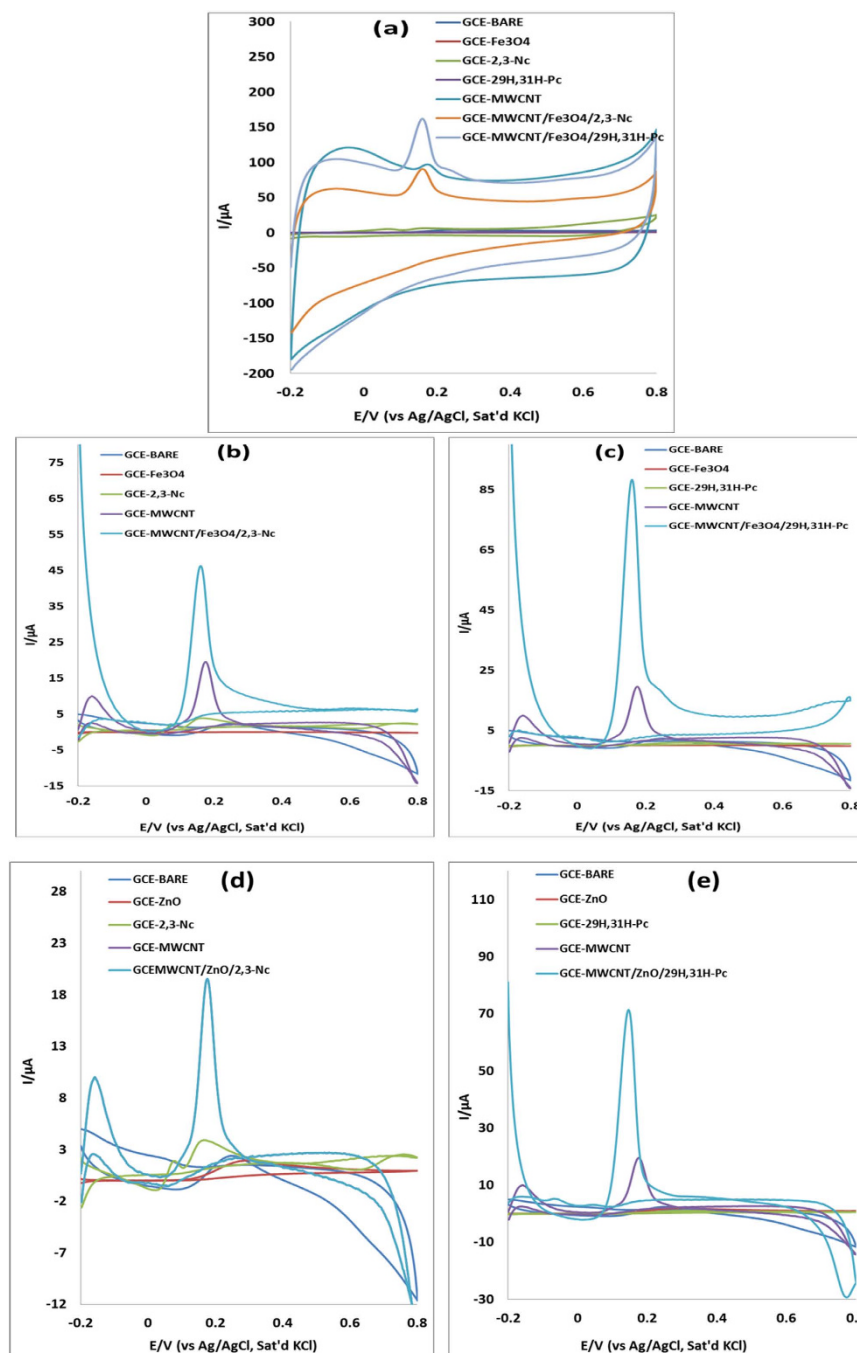 (a)
GCE-BARE
GCE-Fe3O4
GCE-2,3-Nc
GCE-29H,31H-Pc
GCE-MWCNT
GCE-MWCNT/Fe3O4/2,3-Nc
GCE-MWCNT/Fe3O4/29H,31H-Pc
300
250
200
150
100
50
0
-50
-100
-150
-200
I/µA
-0.2 0 0.2 0.4 0.6 0.8
E/V (vs Ag/AgCl, Sat'd KCl)
(b)
GCE-BARE
GCE-Fe3O4
GCE-2,3-Nc
GCE-MWCNT
GCE-MWCNT/Fe3O4/2,3-Nc
75
65
55
45
35
25
15
5
-5
-15
I/µA
-0.2 0 0.2 0.4 0.6 0.8
E/V (vs Ag/AgCl, Sat'd KCl)
(c)
GCE-BARE
GCE-Fe3O4
GCE-29H,31H-Pc
GCE-MWCNT
GCE-MWCNT/Fe3O4/29H,31H-Pc
85
65
45
25
5
-15
I/µA
-0.2 0 0.2 0.4 0.6 0.8
E/V (vs Ag/AgCl, Sat'd KCl)
(d)
GCE-BARE
GCE-ZnO
GCE-2,3-Nc
GCE-MWCNT
GCEMWCNT/ZnO/2,3-Nc
28
23
18
13
8
3
-2
-7
-12
I/µA
-0.2 0 0.2 0.4 0.6 0.8
E/V (vs Ag/AgCl, Sat'd KCl)
(e)
GCE-BARE
GCE-ZnO
GCE-29H,31H-Pc
GCE-MWCNT
GCE-MWCNT/ZnO/29H,31H-Pc
110
90
70
50
30
10
-10
-30
I/µA
-0.2 0 0.2 0.4 0.6
E/V (vs Ag/AgCl, Sat'd KCl)